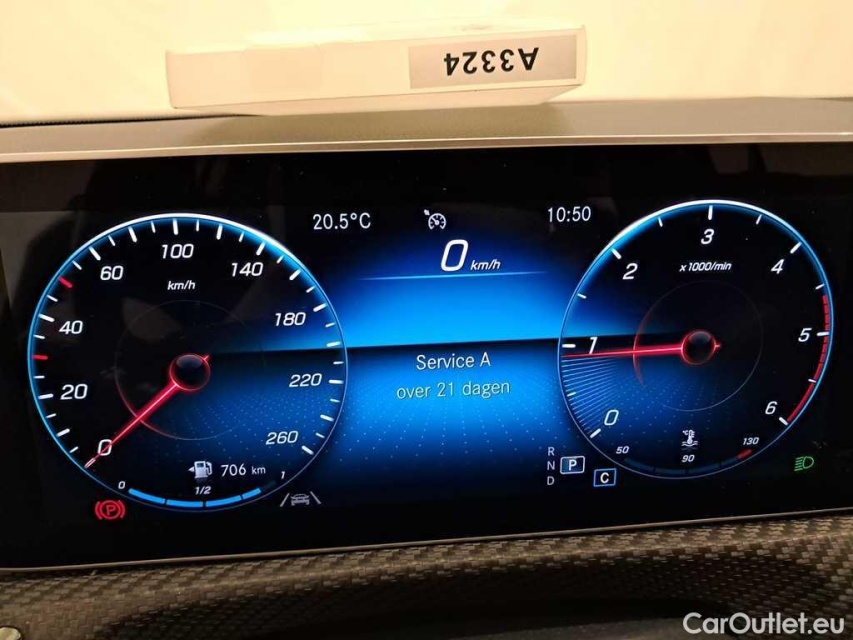 A3324
20.5°C
10:50
0 km/h
0
20
40
60
100
140
180
220
260
km/h
706 km
0
1/2
1
Service A
over 21 dagen
0
1
2
3
4
5
6
x1000/min
50
°C
90
130
R
N
D
P
C
(P)
CarOutlet.eu